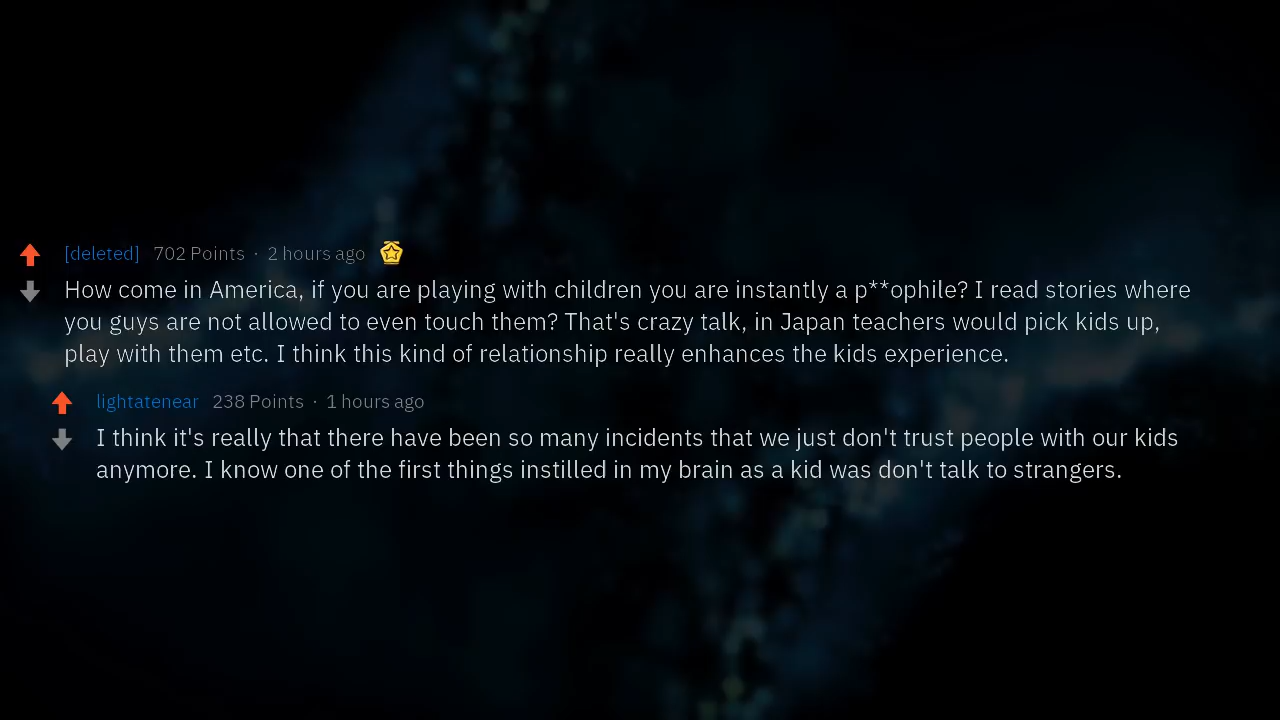 [deleted] 702 Points · 2 hours ago
How come in America, if you are playing with children you are instantly a p**ophile? I read stories where
you guys are not allowed to even touch them? That's crazy talk, in Japan teachers would pick kids up,
play with them etc. I think this kind of relationship really enhances the kids experience.
lightatenear 238 Points · 1 hours ago
I think it's really that there have been so many incidents that we just don't trust people with our kids
anymore. I know one of the first things instilled in my brain as a kid was don't talk to strangers.